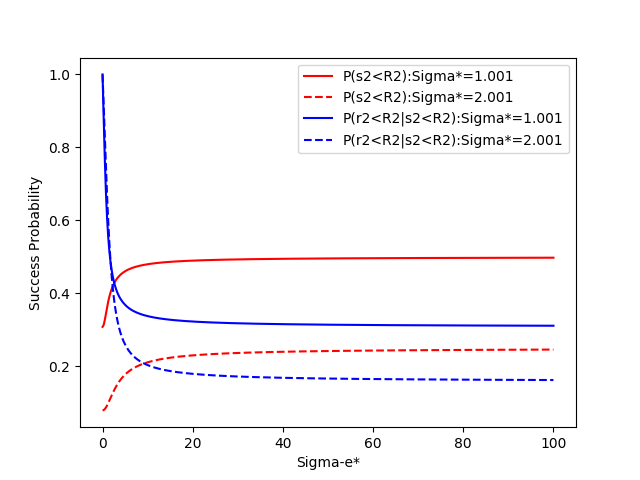 P(s2<R2):Sigma*=1.001
P(s2<R2):Sigma*=2.001
P(r2<R2|s2<R2):Sigma*=1.001
P(r2<R2|s2<R2):Sigma*=2.001
Success Probability
1.0
0.8
0.6
0.4
0.2
0 20 40 60 80 100
Sigma-e*